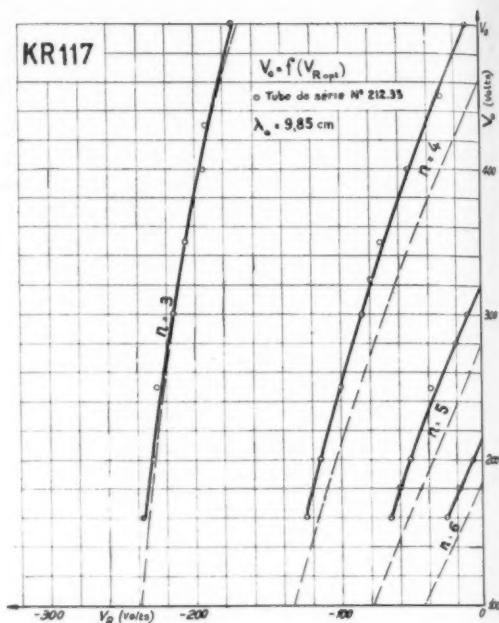 KR117
V₀ = f(V_R opt)
o Tube de série N° 212.33
λ₀ = 9,85 cm
V₀
V₀ (Volts)
400
300
200
100
n = 3
n = 4
n = 5
n = 6
-300
V_R (Volts)
-200
-100
0